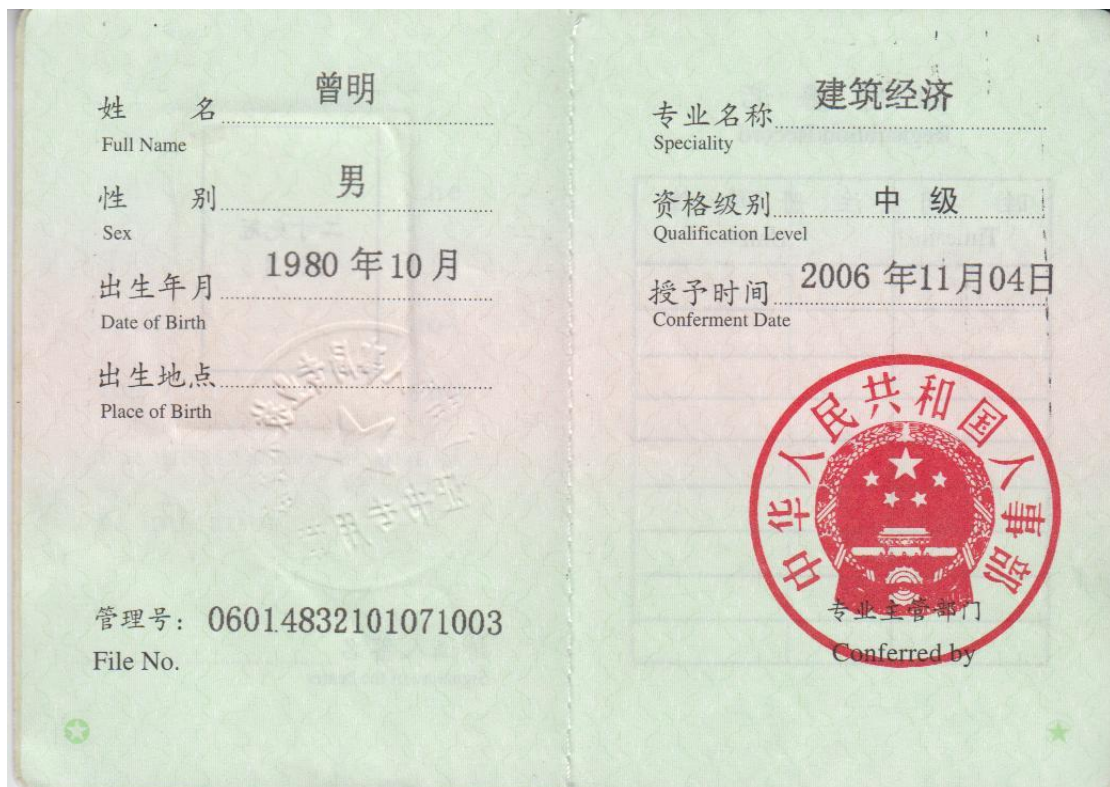 姓 名 曾明
Full Name
性 别 男
Sex
出生年月 1980 年10 月
Date of Birth
出生地点
Place of Birth
管理号: 06014832101071003
File No.
专业名称 建筑经济
Speciality
资格级别 中 级
Qualification Level
授予时间 2006 年11月04日
Conferment Date
中华人民共和国人事部
专业主管部门
Conferred by